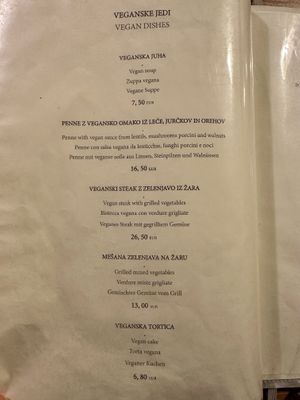 VEGANSKE JEDI
VEGAN DISHES
VEGANSKA JUHA
Vegan soup
Zuppa vegana
Vegane Suppe
7, 50 EUR
PENNE Z VEGANSKO OMAKO IZ LEČE, JURČKOV IN OREHOV
Penne with vegan sauce from lentils, mushrooms porcini and walnuts
Penne con salsa vegana da lenticchie, funghi porcini e noci
Penne mit veganer soße aus Linsen, Steinpilzen und Walnüssen
16, 50 EUR
VEGANSKI STEAK Z ZELENJAVO IZ ŽARA
Vegan steak with grilled vegetables
Bistecca vegana con verdure grigliate
Veganes Steak mit gegrilltem Gemüse
26, 50 EUR
MEŠANA ZELENJAVA NA ŽARU
Grilled mixed vegetables
Verdure miste grigliate
Gemischtes Gemüse vom Grill
13, 00 EUR
VEGANSKA TORTICA
Vegan cake
Torta vegana
Veganer Kuchen
6, 80 EUR